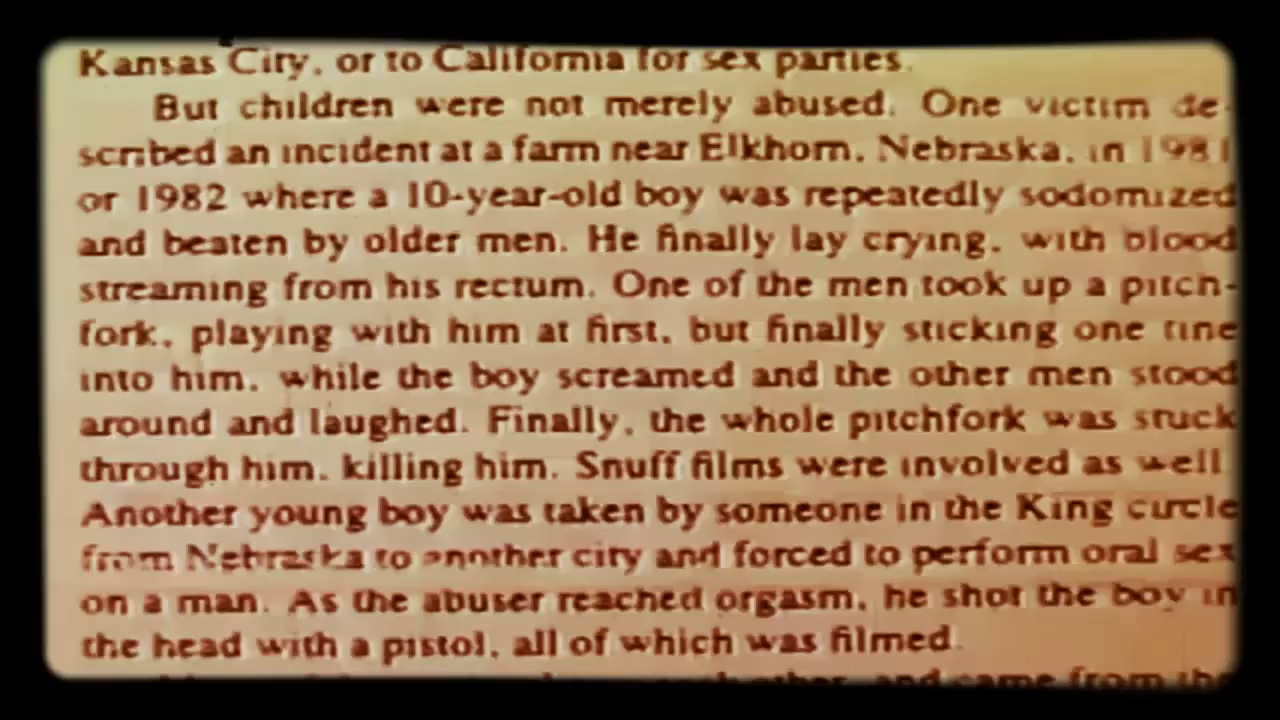 Kansas City, or to California for sex parties.
But children were not merely abused. One victim de-
scribed an incident at a farm near Elkhorn, Nebraska, in 1981
or 1982 where a 10-year-old boy was repeatedly sodomized
and beaten by older men. He finally lay crying, with blood
streaming from his rectum. One of the men took up a pitch-
fork, playing with him at first, but finally sticking one tine
into him, while the boy screamed and the other men stood
around and laughed. Finally, the whole pitchfork was stuck
through him, killing him. Snuff films were involved as well
Another young boy was taken by someone in the King circle
from Nebraska to another city and forced to perform oral sex
on a man. As the abuser reached orgasm, he shot the boy in
the head with a pistol, all of which was filmed.
other, and came from the